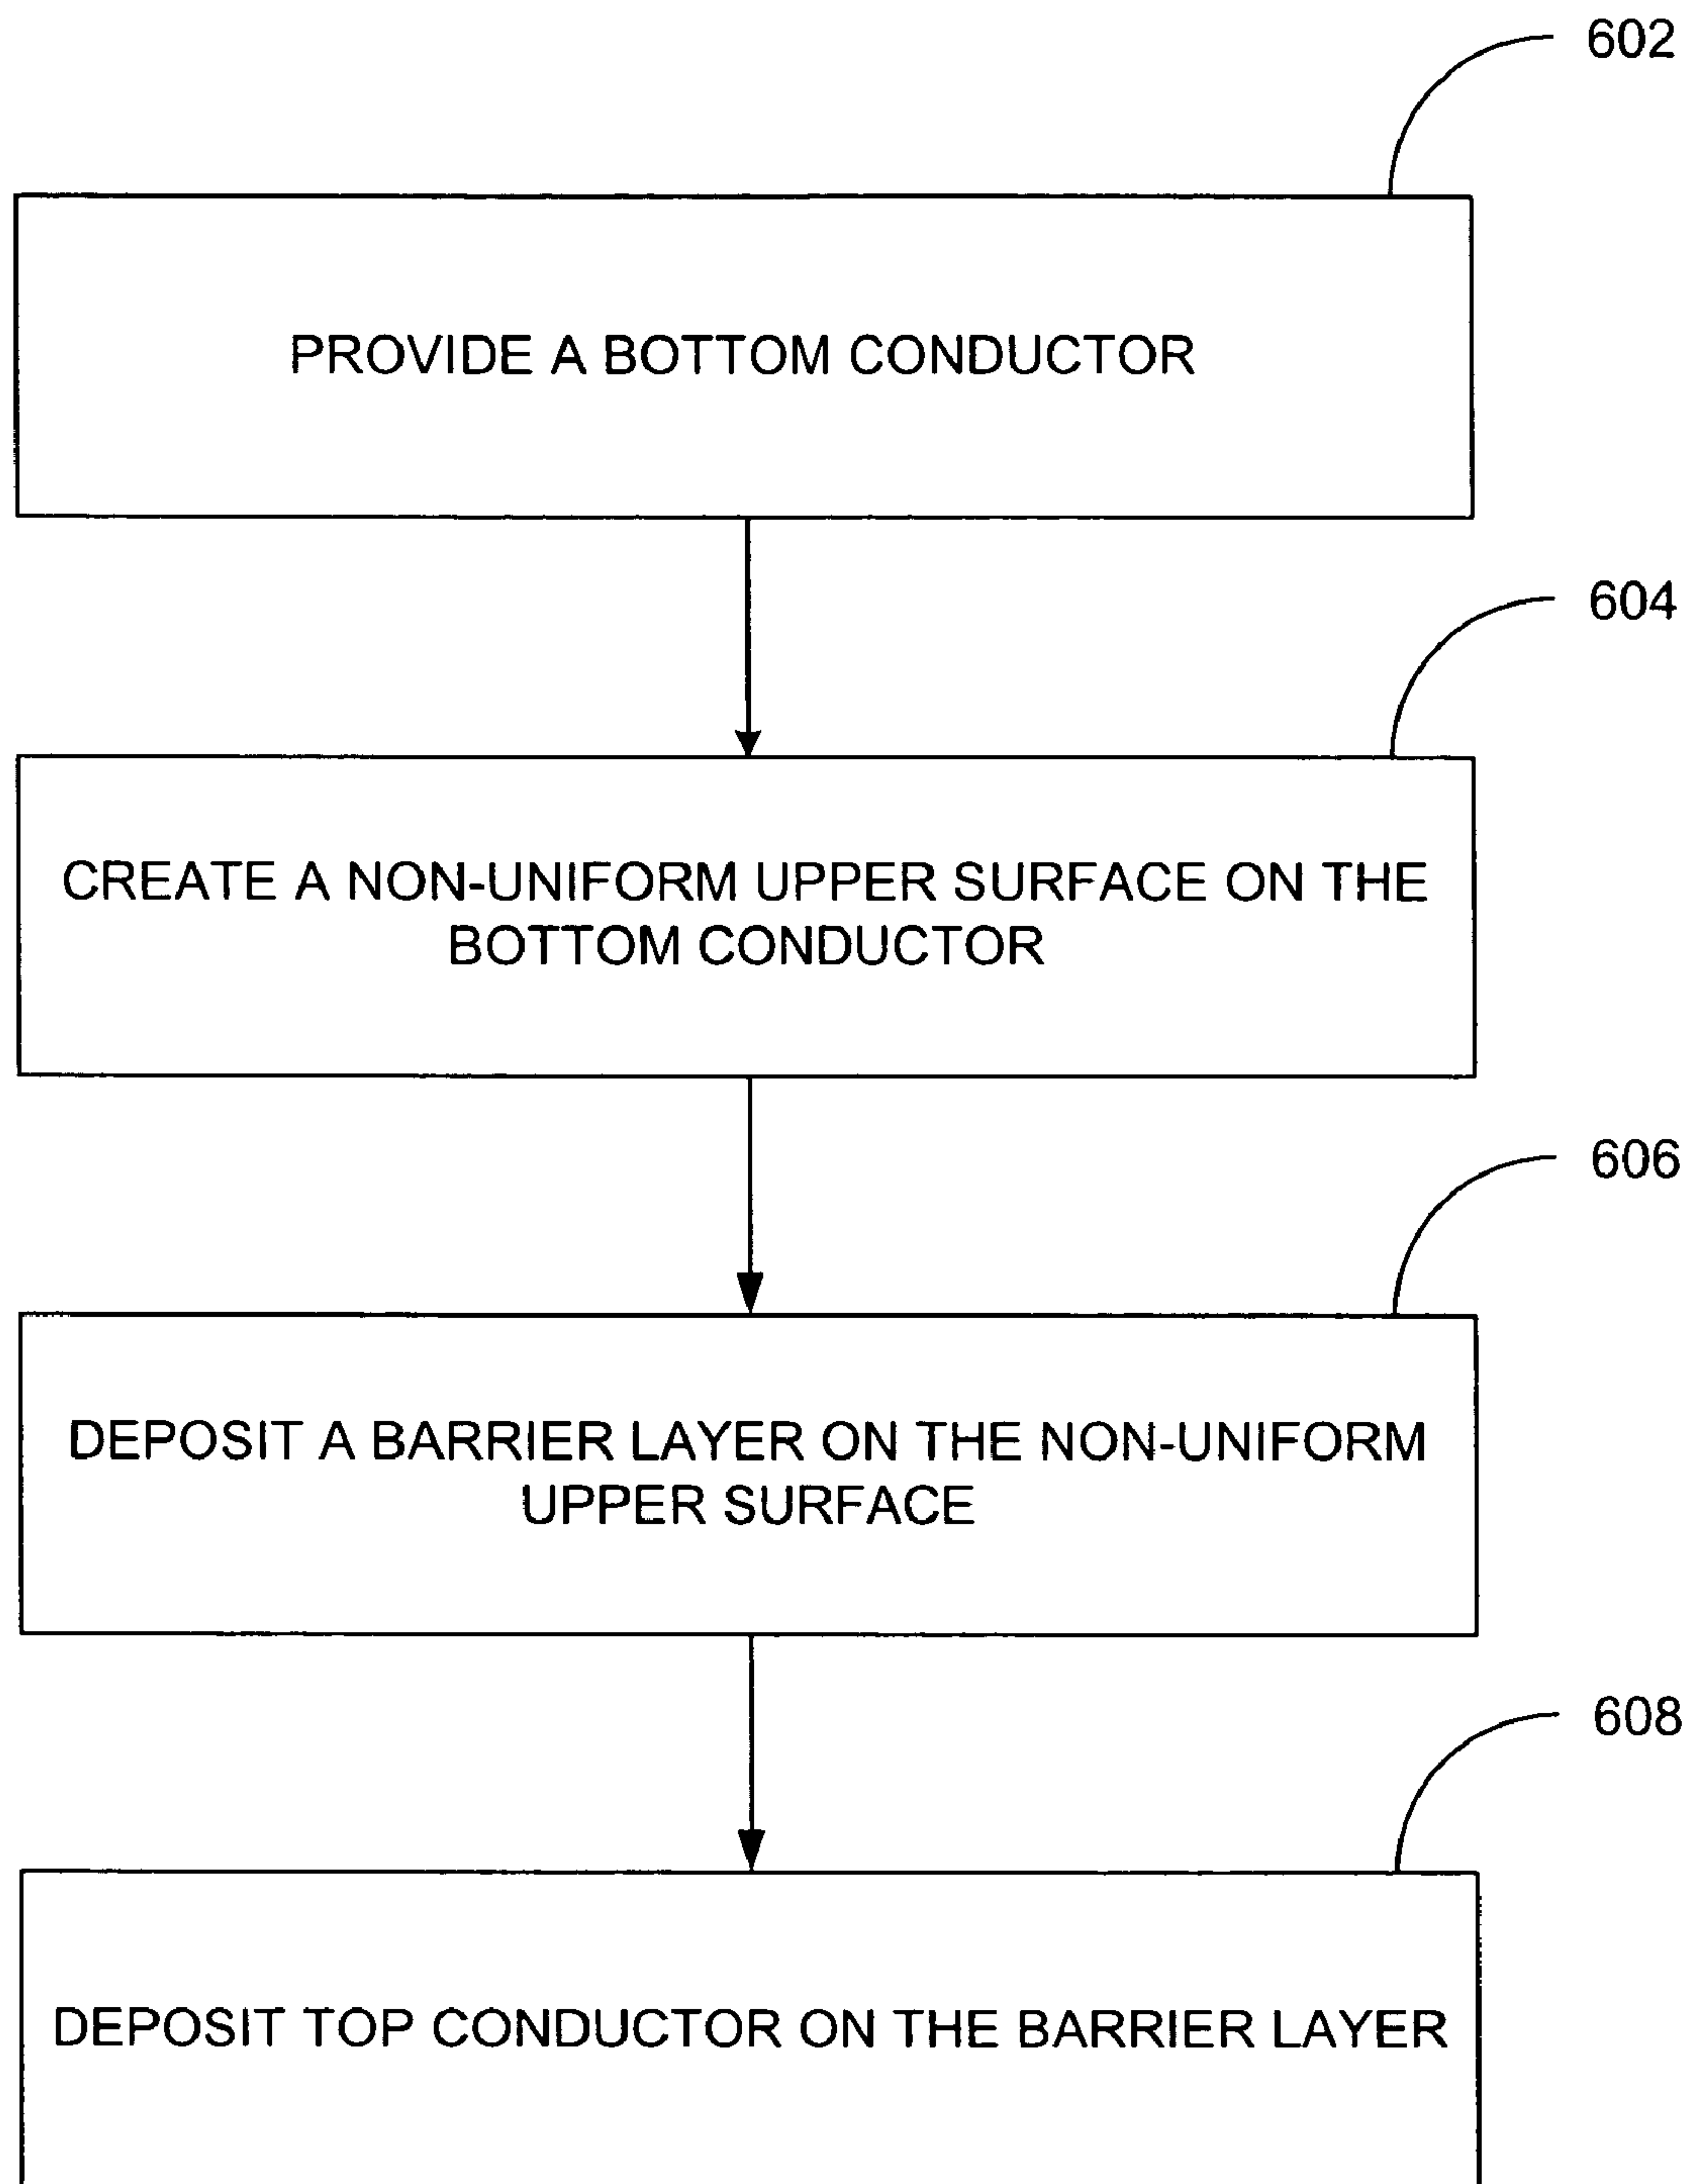 602
PROVIDE A BOTTOM CONDUCTOR
604
CREATE A NON-UNIFORM UPPER SURFACE ON THE
BOTTOM CONDUCTOR
606
DEPOSIT A BARRIER LAYER ON THE NON-UNIFORM
UPPER SURFACE
608
DEPOSIT TOP CONDUCTOR ON THE BARRIER LAYER